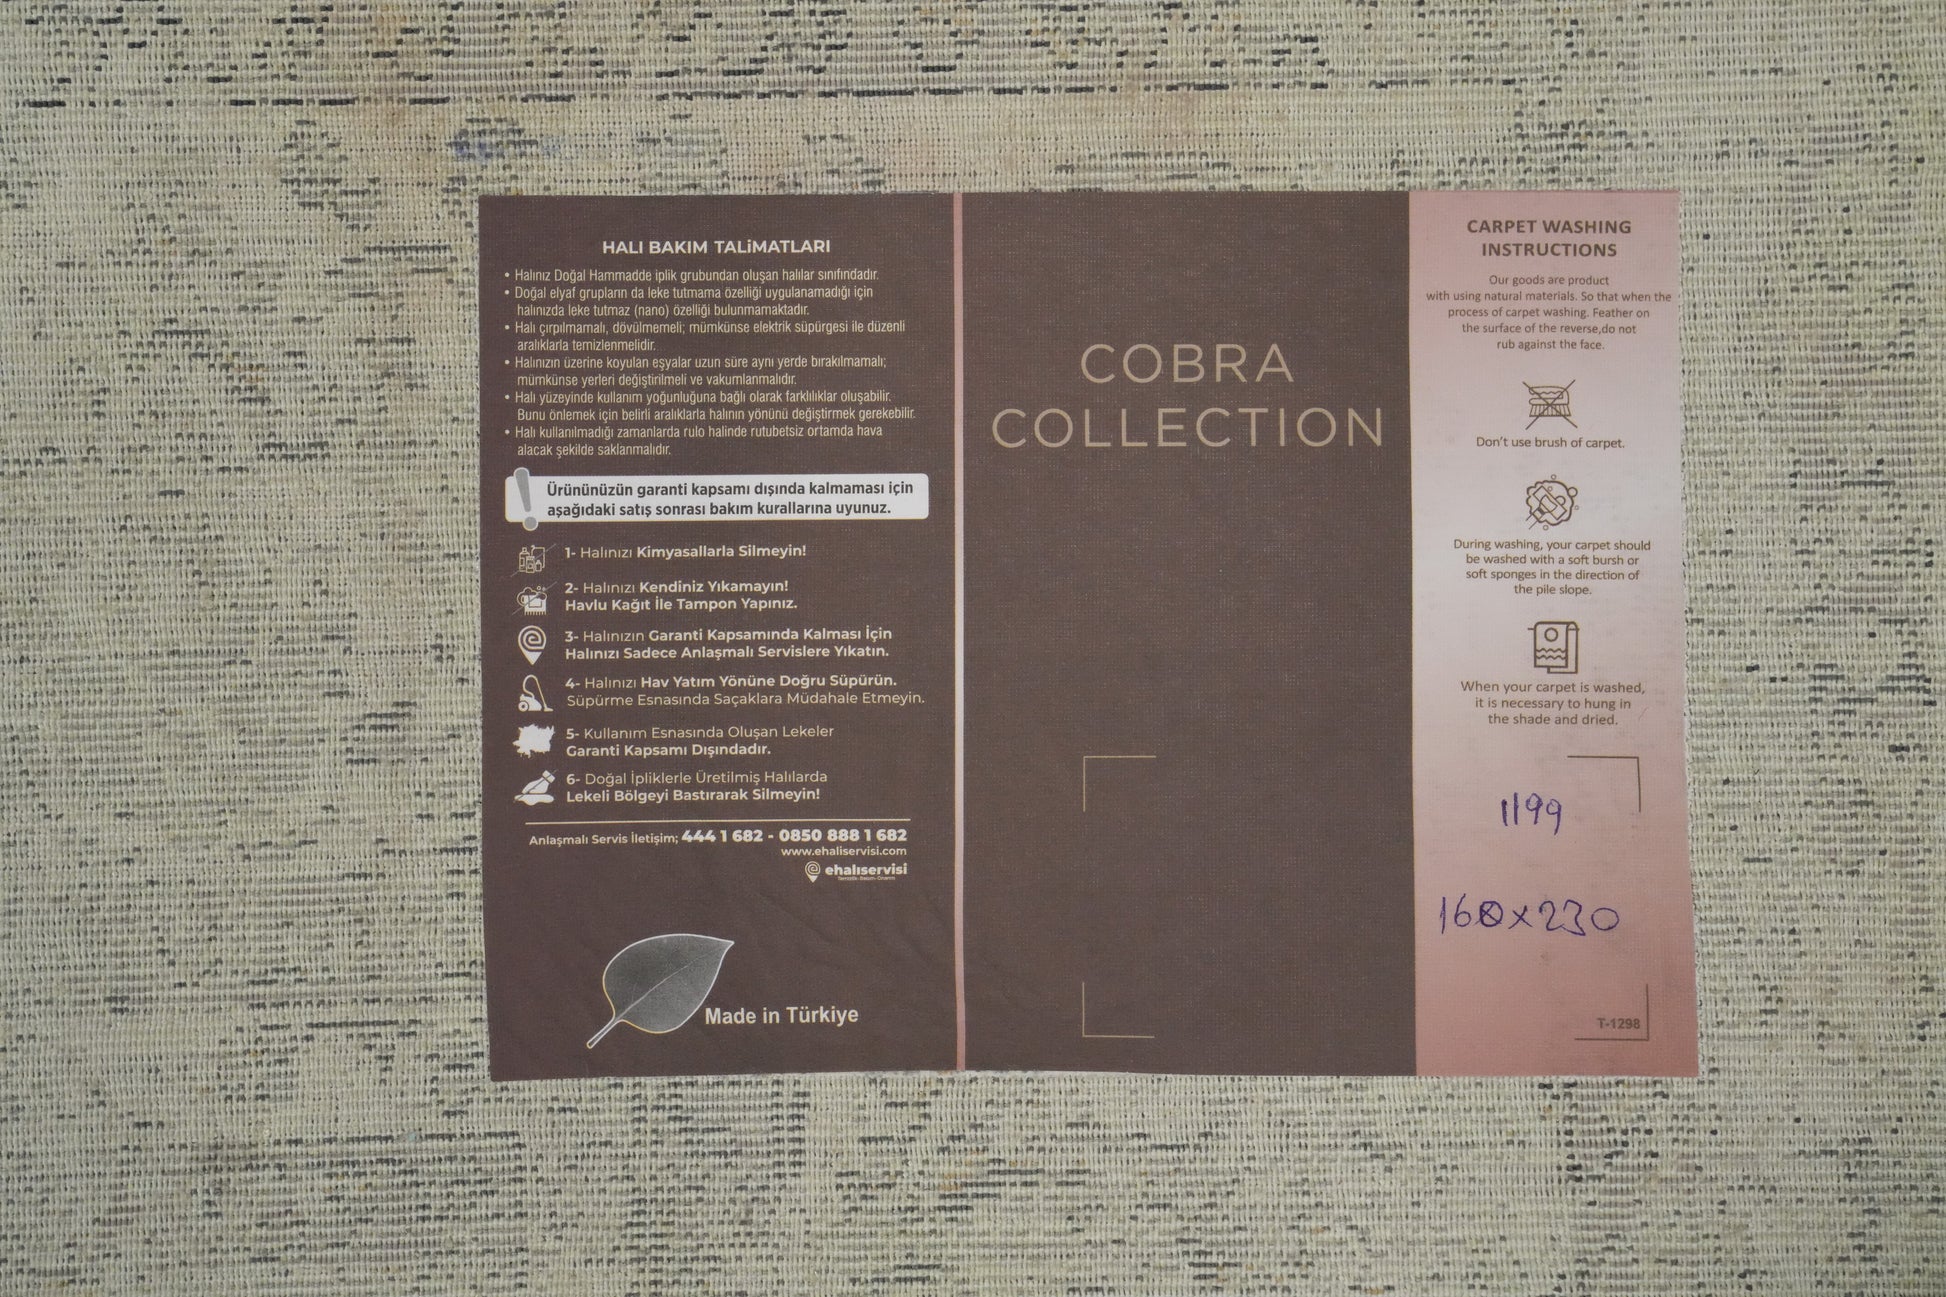 HALI BAKIM TALiMATLARI
• Halınız Doğal Hammadde iplik grubundan oluşan halılar sınıfındadır.
• Doğal elyaf grupların da leke tutmama özelliği uygulanamadığı için
halınızda leke tutmaz (nano) özelliği bulunmamaktadır.
• Halı çırpılmamalı, dövülmemeli; mümkünse elektrik süpürgesi ile düzenli
aralıklarla temizlenmelidir.
• Halınızın üzerine koyulan eşyalar uzun süre aynı yerde bırakılmamalı;
mümkünse yerleri değiştirilmeli ve vakumlanmalıdır.
• Halı yüzeyinde kullanım yoğunluğuna bağlı olarak farklılıklar oluşabilir.
Bunu önlemek için belirli aralıklarla halının yönünü değiştirmek gerekebilir.
• Halı kullanılmadığı zamanlarda rulo halinde rutubetsiz ortamda hava
alacak şekilde saklanmalıdır.
Ürününüzün garanti kapsamı dışında kalmaması için
aşağıdaki satış sonrası bakım kurallarına uyunuz.
1- Halınızı Kimyasallarla Silmeyin!
2- Halınızı Kendiniz Yıkamayın!
Havlu Kağıt İle Tampon Yapınız.
3- Halınızın Garanti Kapsamında Kalması İçin
Halınızı Sadece Anlaşmalı Servislere Yıkatın.
4- Halınızı Hav Yatım Yönüne Doğru Süpürün.
Süpürme Esnasında Saçaklara Müdahale Etmeyin.
5- Kullanım Esnasında Oluşan Lekeler
Garanti Kapsamı Dışındadır.
6- Doğal İpliklerle Üretilmiş Halılarda
Lekeli Bölgeyi Bastırarak Silmeyin!
Anlaşmalı Servis İletişim; 444 1 682 - 0850 888 1 682
www.ehaliservisi.com
ehalıservisi
Made in Türkiye
COBRA
COLLECTION
CARPET WASHING
INSTRUCTIONS
Our goods are product
with using natural materials. So that when the
process of carpet washing. Feather on
the surface of the reverse,do not
rub against the face.
Don't use brush of carpet.
During washing, your carpet should
be washed with a soft bursh or
soft sponges in the direction of
the pile slope.
When your carpet is washed,
it is necessary to hung in
the shade and dried.
1199
160x230
T-1298